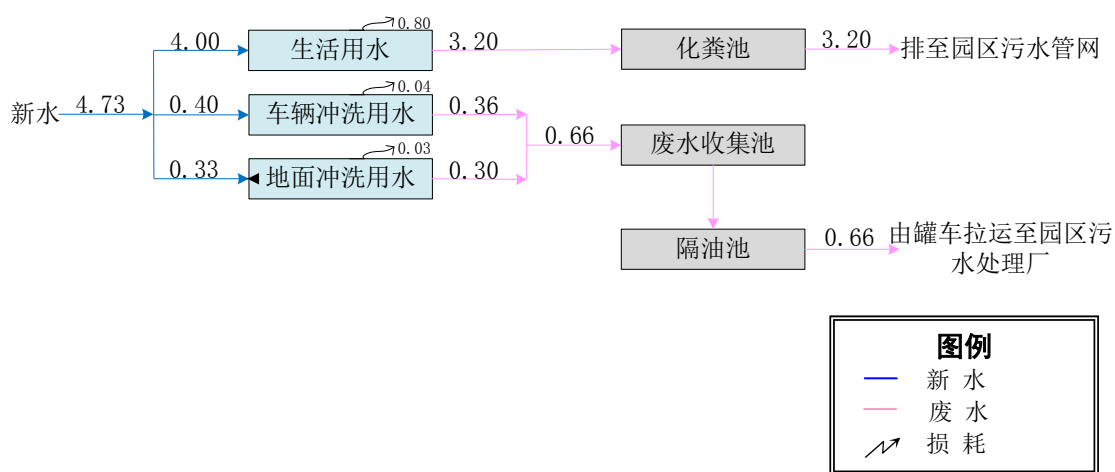 0.80
4.00
生活用水
3.20
化粪池
3.20
排至园区污水管网
新水
4.73
0.40
0.04
车辆冲洗用水
0.36
0.66
废水收集池
0.33
0.03
地面冲洗用水
0.30
隔油池
0.66
由罐车拉运至园区污
水处理厂
图例
新 水
废 水
损 耗